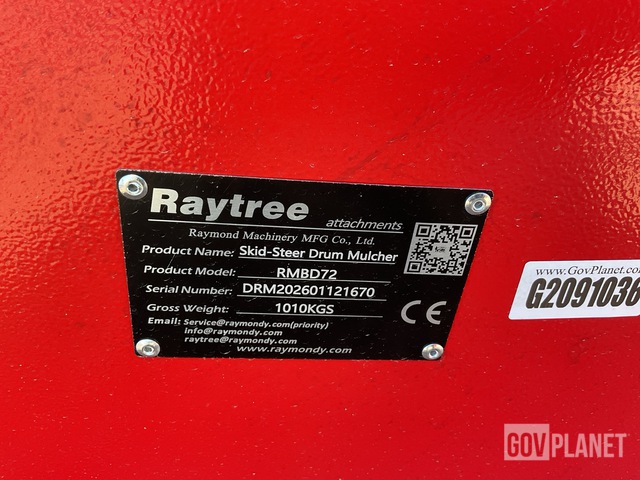 Raytree attachments
Raymond Machinery MFG Co., Ltd.
Product Name: Skid-Steer Drum Mulcher
Product Model: RMBD72
Serial Number: DRM202601121670
Gross Weight: 1010KGS
CE
Email: Service@raymondy.com(priority)
info@raymondy.com
raytree@raymondy.com
www.raymondy.com
www.GovPlanet.com
G2091036
GOVPLANET